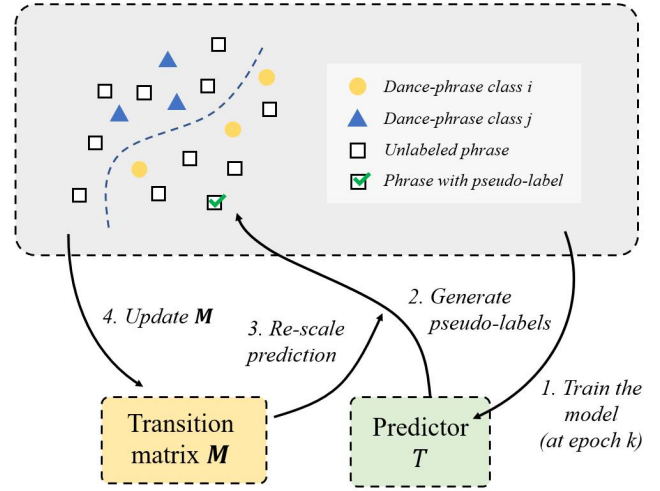 Dance-phrase class i
Dance-phrase class j
Unlabeled phrase
Phrase with pseudo-label
4. Update M
3. Re-scale
prediction
2. Generate
pseudo-labels
1. Train the
model
(at epoch k)
Transition
matrix M
Predictor
T